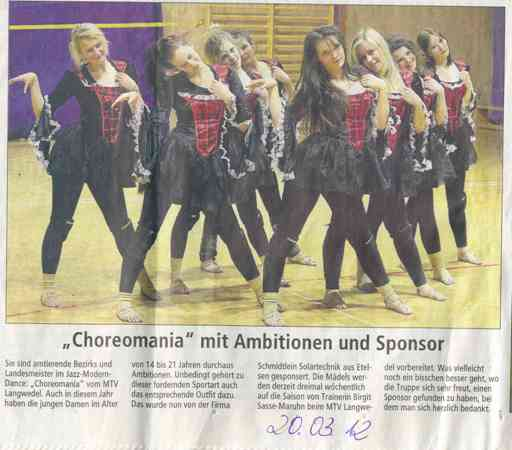 „Choreomania“ mit Ambitionen und Sponsor
Sie sind amtierende Bezirks und
Landesmeister im Jazz-Modern-
Dance: „Choreomania“ vom MTV
Langwedel. Auch in diesem Jahr
haben die jungen Damen im Alter
von 14 bis 21 Jahren durchaus
Ambitionen. Unbedingt gehört zu
dieser fordernden Sportart auch
das entsprechende Outfit dazu.
Das wurde nun von der Firma
Schmidtlein Solartechnik aus Etel-
sen gesponsert. Die Mädels wer-
den derzeit dreimal wöchentlich
auf die Saison von Trainerin Birgit
Sasse-Maruhn beim MTV Langwe-
del vorbereitet. Was vielleicht
noch ein bisschen besser geht, wo
die Truppe sich sehr freut, einen
Sponsor gefunden zu haben, bei
dem man sich herzlich bedankt.
20.03.12